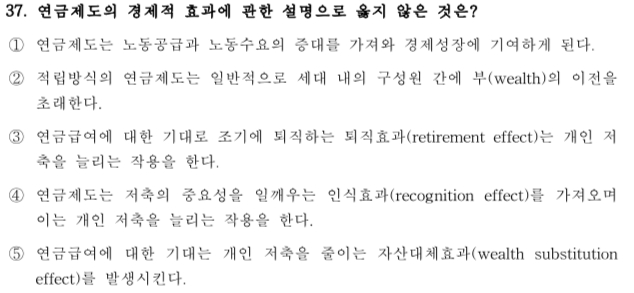 37. 연금제도의 경제적 효과에 관한 설명으로 옳지 않은 것은?
① 연금제도는 노동공급과 노동수요의 증대를 가져와 경제성장에 기여하게 된다.
② 적립방식의 연금제도는 일반적으로 세대 내의 구성원 간에 부(wealth)의 이전을
초래한다.
③ 연금급여에 대한 기대로 조기에 퇴직하는 퇴직효과(retirement effect)는 개인 저
축을 늘리는 작용을 한다.
④ 연금제도는 저축의 중요성을 일깨우는 인식효과(recognition effect)를 가져오며
이는 개인 저축을 늘리는 작용을 한다.
⑤ 연금급여에 대한 기대는 개인 저축을 줄이는 자산대체효과(wealth substitution
effect)를 발생시킨다.